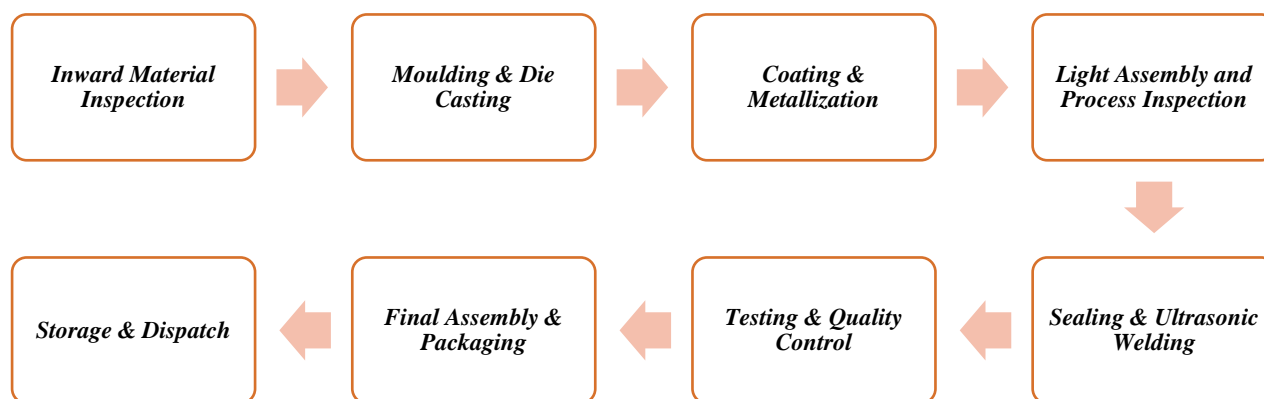 Inward Material
Inspection
Moulding & Die
Casting
Coating &
Metallization
Light Assembly and
Process Inspection
Sealing & Ultrasonic
Welding
Testing & Quality
Control
Final Assembly &
Packaging
Storage & Dispatch